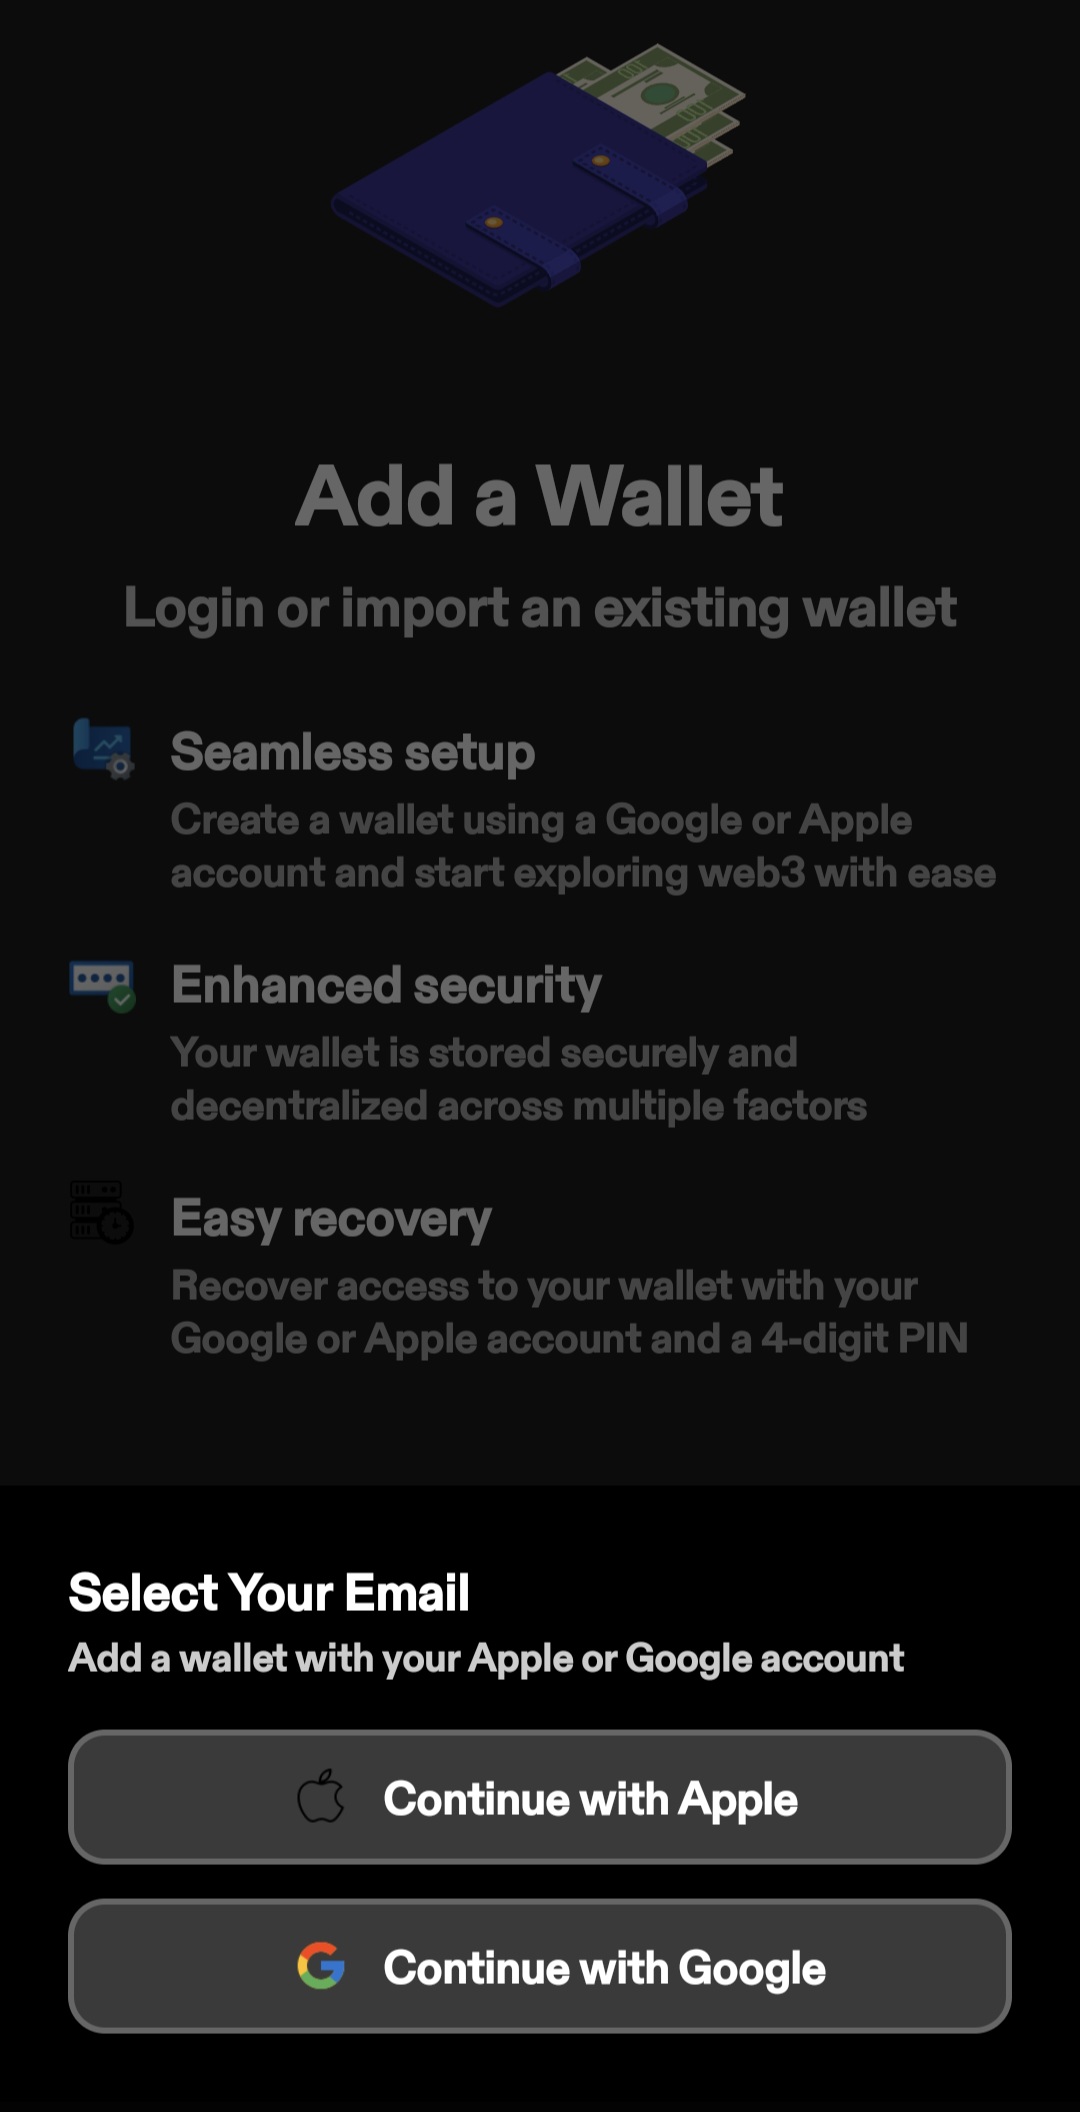 Add a Wallet
Login or import an existing wallet
Seamless setup
Create a wallet using a Google or Apple
account and start exploring web3 with ease
Enhanced security
Your wallet is stored securely and
decentralized across multiple factors
Easy recovery
Recover access to your wallet with your
Google or Apple account and a 4-digit PIN
Select Your Email
Add a wallet with your Apple or Google account
Continue with Apple
Continue with Google